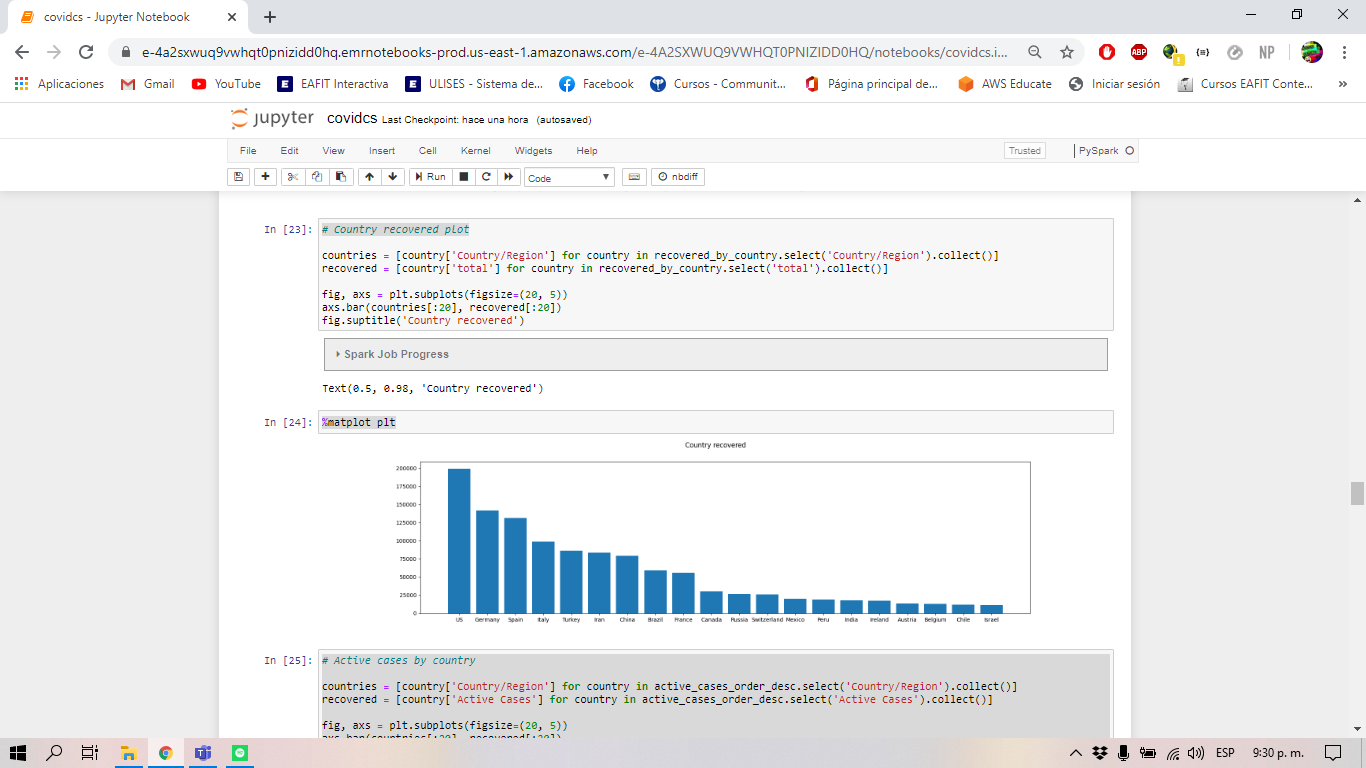 covidcs - Jupyter Notebook
e-4a2sxwuq9vwhqt0pnizidd0hq.emrnotebooks-prod.us-east-1.amazonaws.com/e-4A2SXWUQ9VWHQT0PNIZIDD0HQ/notebooks/covidcs.i...
ABP
NP
Aplicaciones Gmail YouTube EAFIT Interactiva ULISES - Sistema de... Facebook Cursos - Communit... Página principal de... AWS Educate Iniciar sesión Cursos EAFIT Conte... »
jupyter covidcs Last Checkpoint: hace una hora (autosaved)
File Edit View Insert Cell Kernel Widgets Help Trusted PySpark
Run Code nbdiff
In [23]: # Country recovered plot
countries = [country['Country/Region'] for country in recovered_by_country.select('Country/Region').collect()]
recovered = [country['total'] for country in recovered_by_country.select('total').collect()]
fig, axs = plt.subplots(figsize=(20, 5))
axs.bar(countries[:20], recovered[:20])
fig.suptitle('Country recovered')
Spark Job Progress
Text(0.5, 0.98, 'Country recovered')
In [24]: %matplot plt
Country recovered
200000
175000
150000
125000
100000
75000
50000
25000
0
US Germany Spain Italy Turkey Iran China Brazil France Canada Russia Switzerland Mexico Peru India Ireland Austria Belgium Chile Israel
In [25]: # Active cases by country
countries = [country['Country/Region'] for country in active_cases_order_desc.select('Country/Region').collect()]
recovered = [country['Active Cases'] for country in active_cases_order_desc.select('Active Cases').collect()]
fig, axs = plt.subplots(figsize=(20, 5))
axs.bar(countries[:20], recovered[:20])
ESP 9:30 p. m.